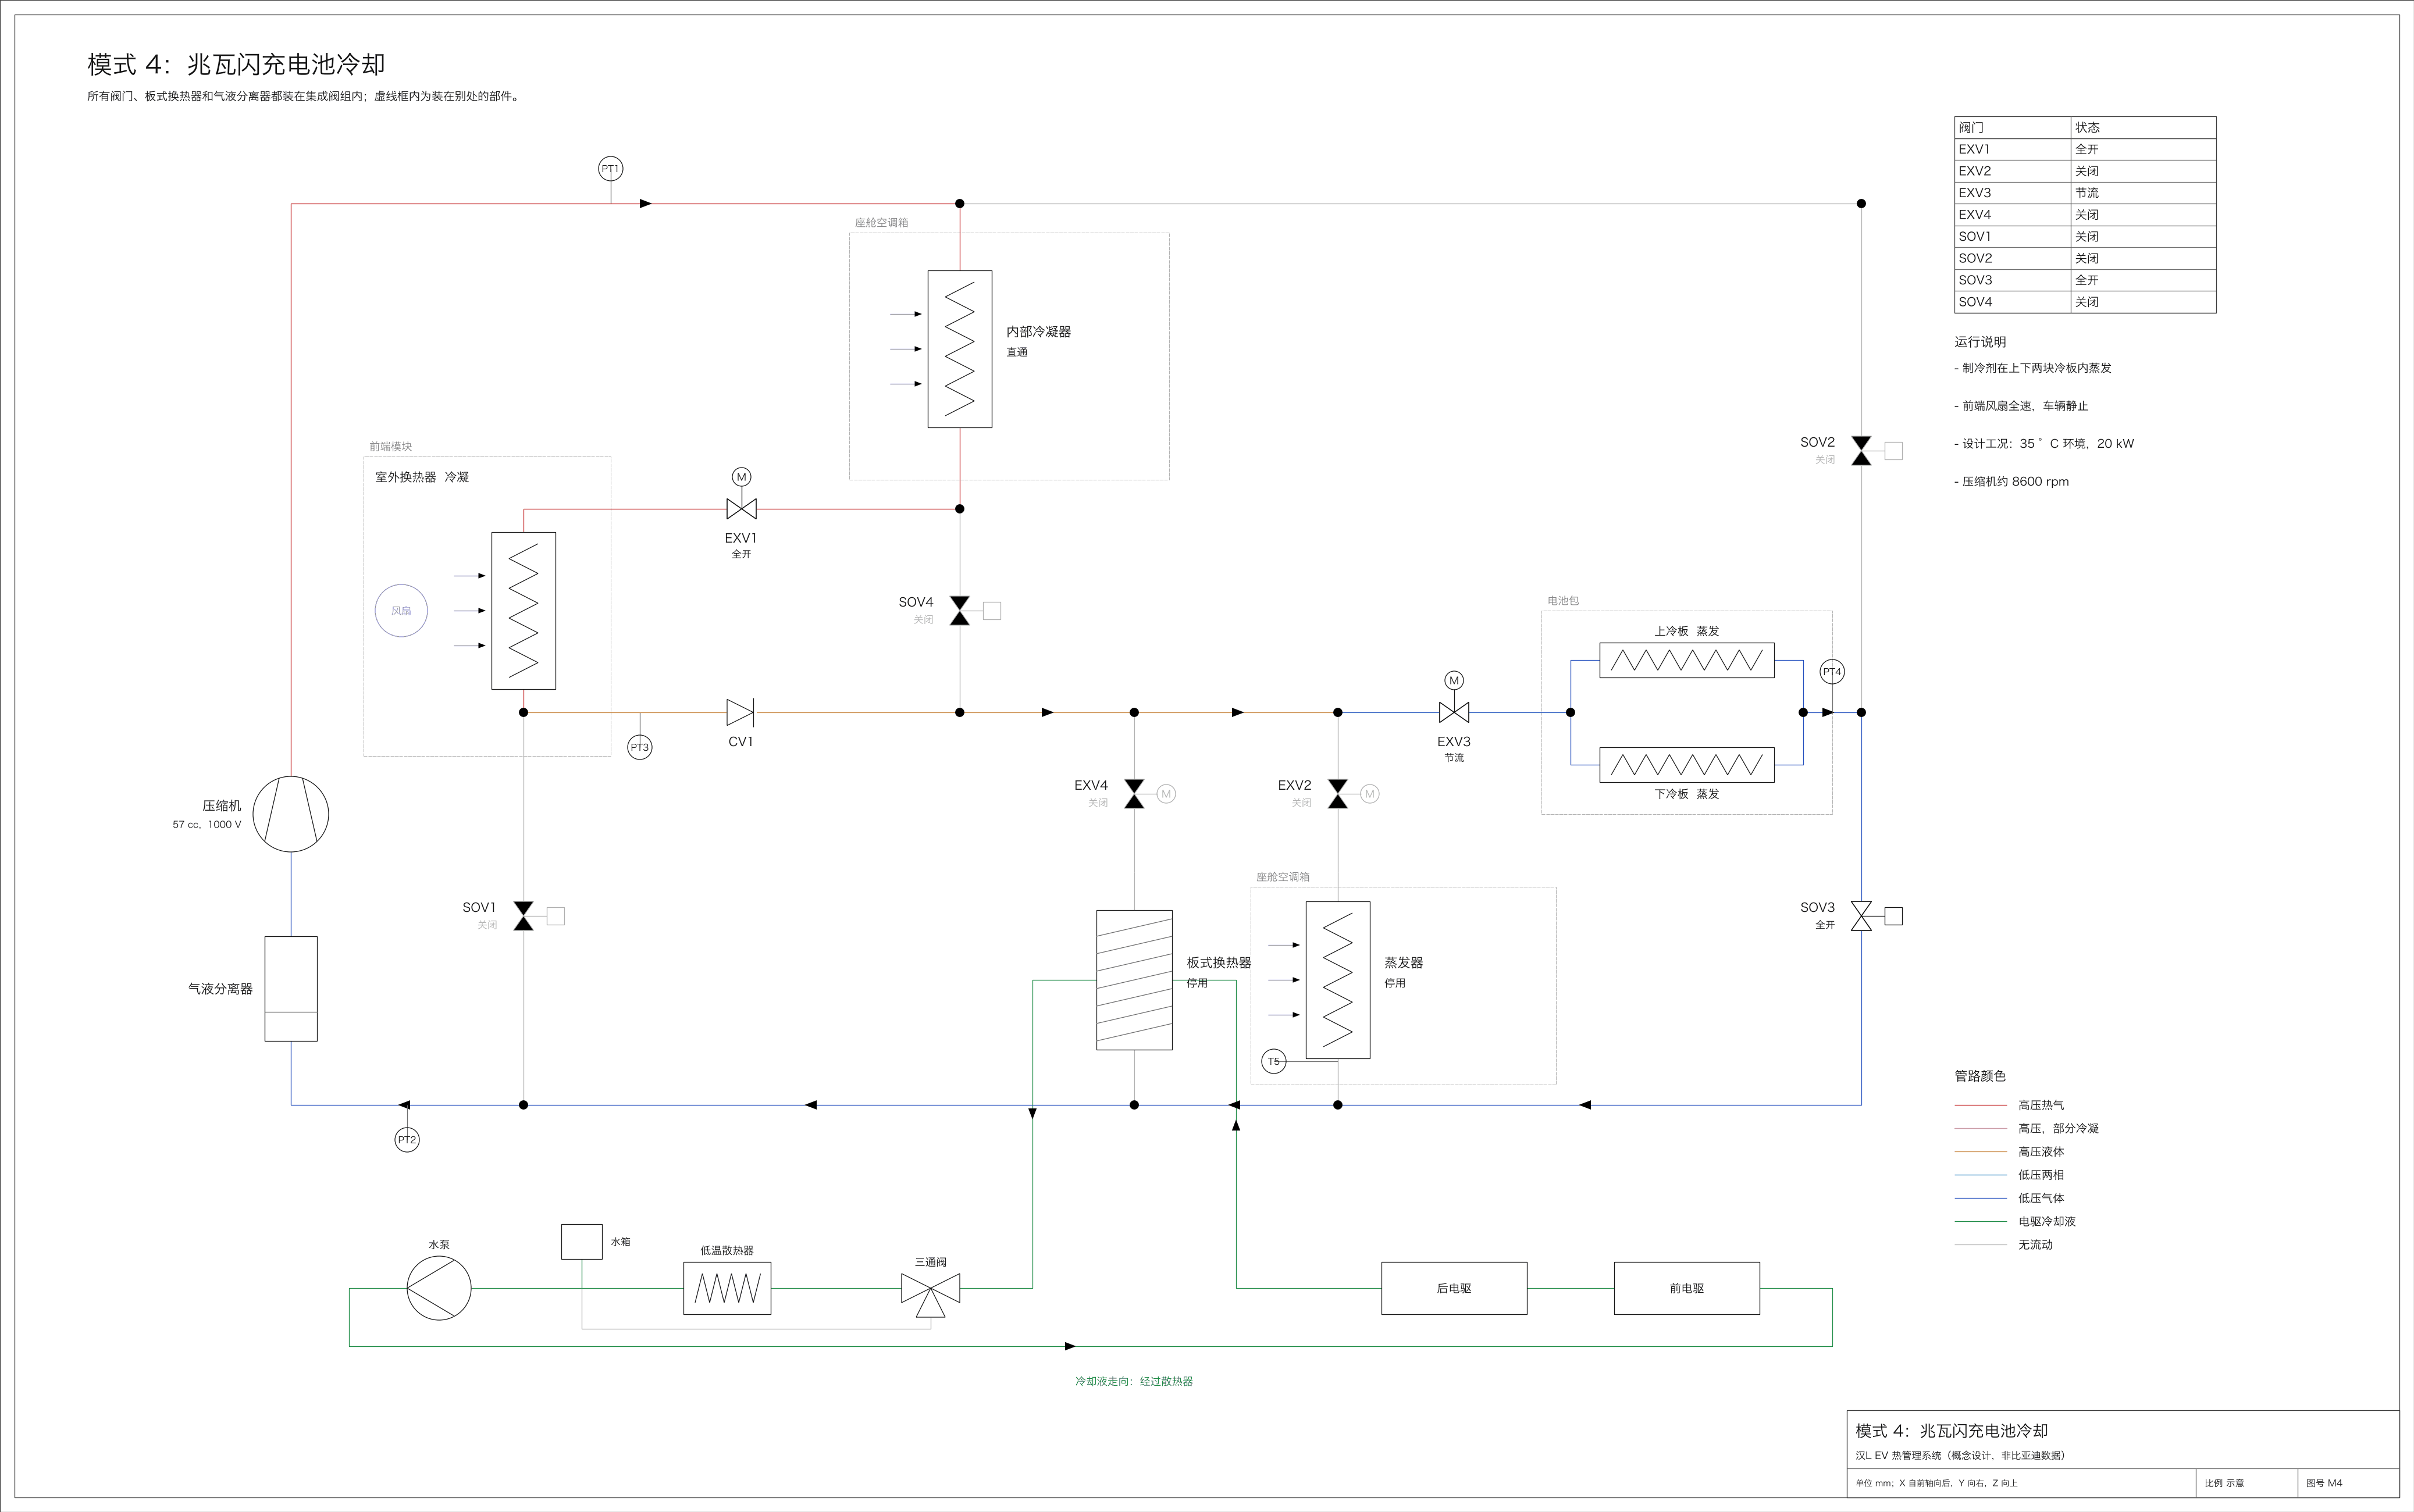 模式 4：兆瓦闪充电池冷却
所有阀门、板式换热器和气液分离器都装在集成阀组内；虚线框内为装在别处的部件。
阀门 状态
EXV1 全开
EXV2 关闭
EXV3 节流
EXV4 关闭
SOV1 关闭
SOV2 关闭
SOV3 全开
SOV4 关闭
运行说明
- 制冷剂在上下两块冷板内蒸发
- 前端风扇全速，车辆静止
- 设计工况：35 °C 环境，20 kW
- 压缩机约 8600 rpm
PT1
座舱空调箱
内部冷凝器
直通
前端模块
室外换热器 冷凝
风扇
M
EXV1
全开
SOV4
关闭
SOV2
关闭
PT3
CV1
M
EXV3
节流
电池包
上冷板 蒸发
下冷板 蒸发
PT4
EXV4
关闭
M
EXV2
关闭
M
压缩机
57 cc，1000 V
气液分离器
SOV1
关闭
板式换热器
停用
座舱空调箱
蒸发器
停用
T5
SOV3
全开
PT2
管路颜色
高压热气
高压，部分冷凝
高压液体
低压两相
低压气体
电驱冷却液
无流动
水泵
水箱
低温散热器
三通阀
后电驱
前电驱
冷却液走向：经过散热器
模式 4：兆瓦闪充电池冷却
汉L EV 热管理系统（概念设计，非比亚迪数据）
单位 mm；X 自前轴向后，Y 向右，Z 向上
比例 示意
图号 M4